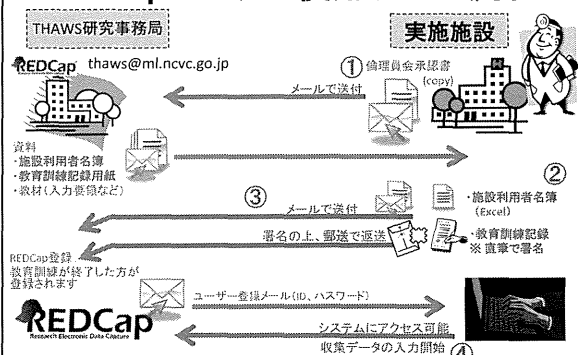 THAWS研究事務局
実施施設
REDCap thaws@ml.ncvc.go.jp
①倫理員会承認書
(copy)
メールで送付
資料
・施設利用者名簿
・教育訓練記録用紙
・教材(入力要領など)
②
・施設利用者名簿
(Excel)
③
メールで送付
・教育訓練記録
※ 直筆で署名
署名の上、郵送で返送
REDCap登録
教育訓練が終了した方が
登録されます
ユーザー登録メール(ID、パスワード)
REDCap
Research Electronic Data Capture
システムにアクセス可能
収集データの入力開始 ④